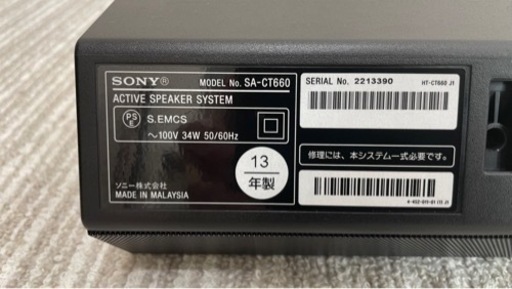 SONY® MODEL No. SA-CT660
ACTIVE SPEAKER SYSTEM
PS
E
S.EMCS
~100V 34W 50/60Hz
13
年製
ソニー株式会社
MADE IN MALAYSIA
SERIAL No. 2213390
HT-CT660 J1
修理には、本システム一式必要です。